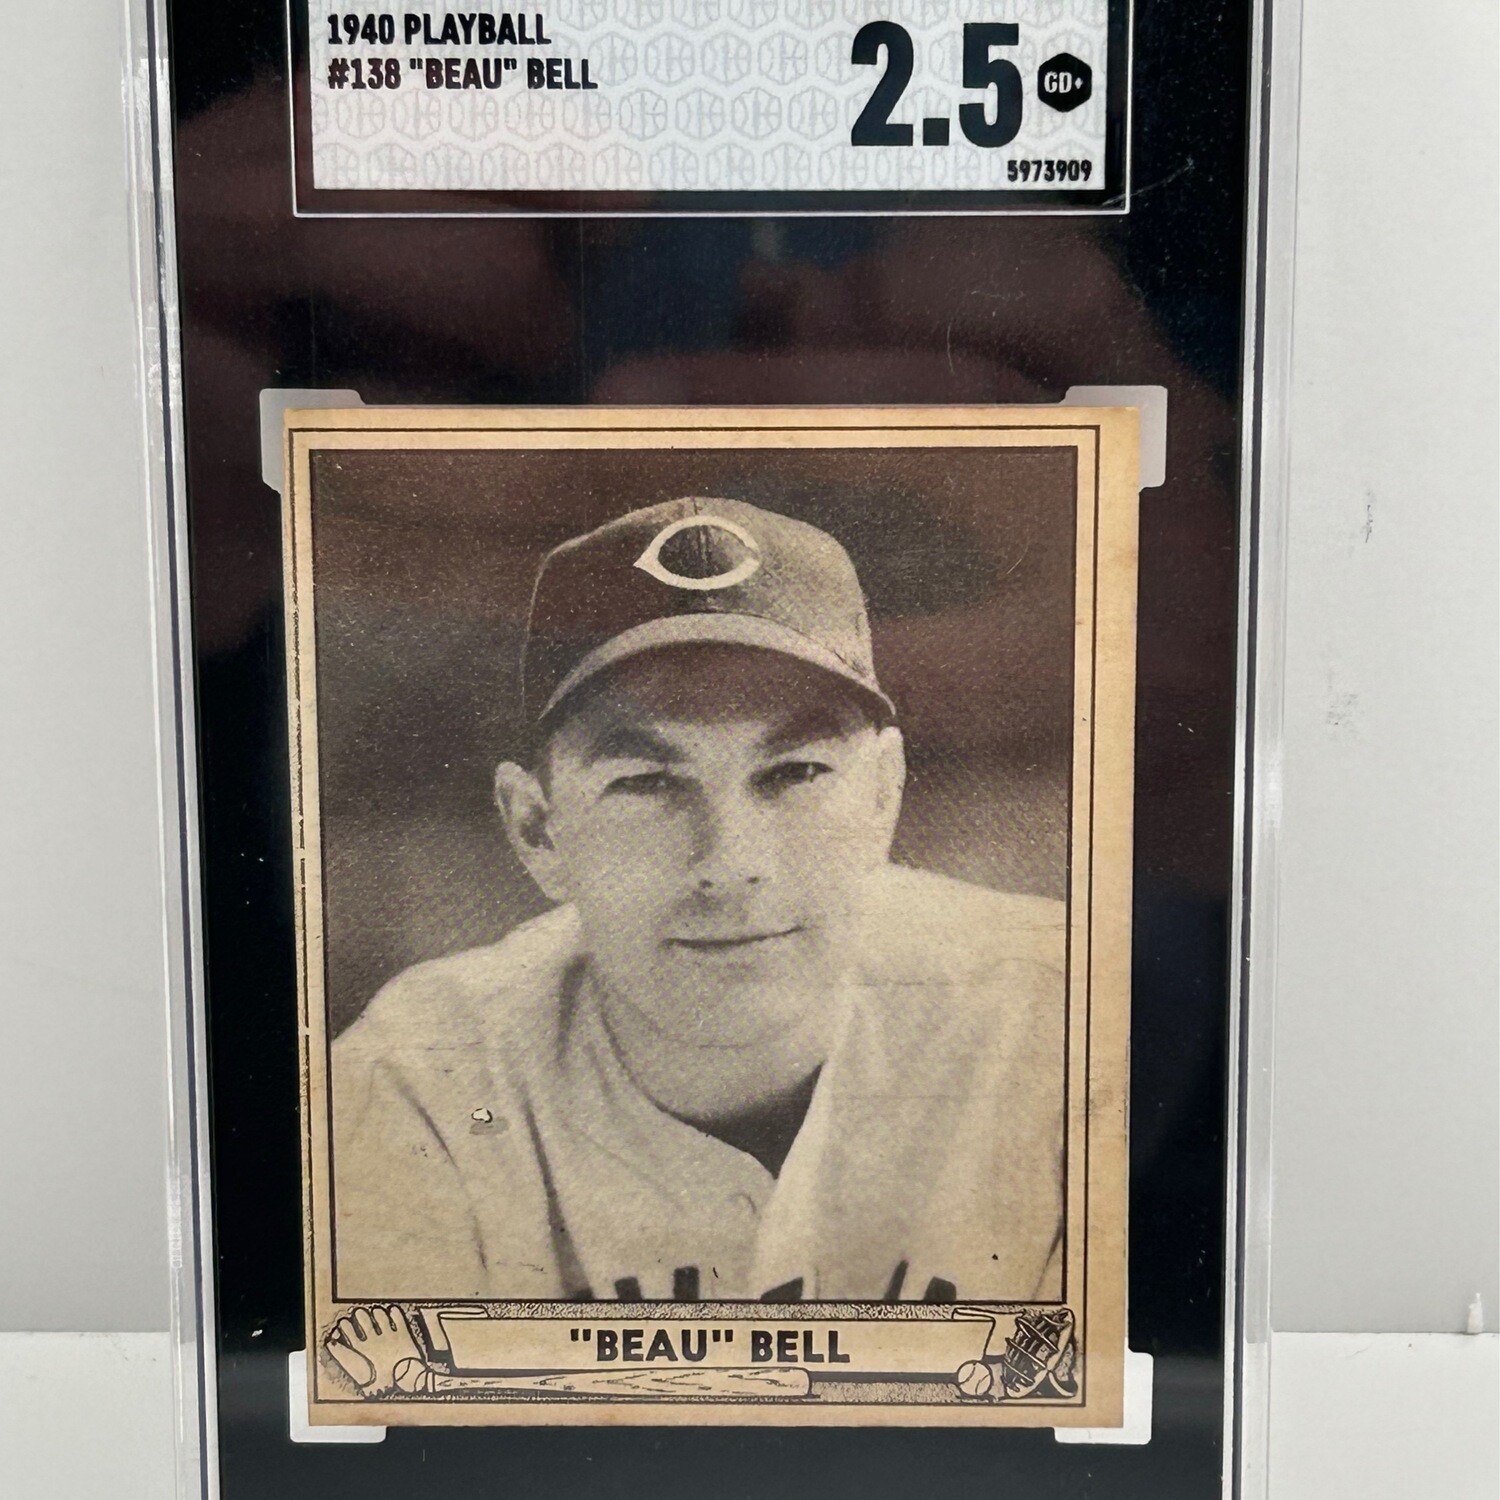 1940 PLAYBALL
#138 "BEAU" BELL
2.5
GD+
5973909
C
"BEAU" BELL